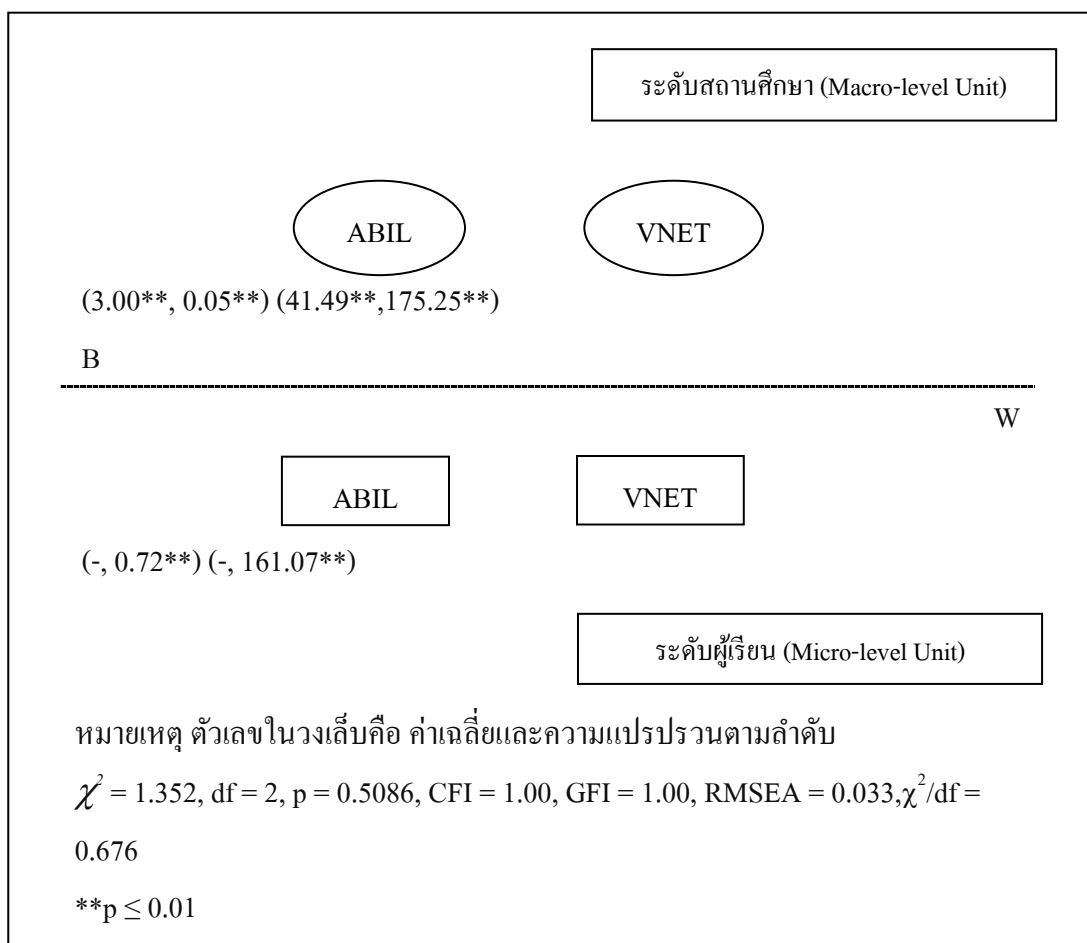 ระดับสถานศึกษา (Macro-level Unit)
ABIL VNET
(3.00**, 0.05**) (41.49**,175.25**)
B
W
ABIL VNET
(-, 0.72**) (-, 161.07**)
ระดับผู้เรียน (Micro-level Unit)
หมายเหตุ ตัวเลขในวงเล็บคือ ค่าเฉลี่ยและความแปรปรวนตามลำดับ
χ² = 1.352, df = 2, p = 0.5086, CFI = 1.00, GFI = 1.00, RMSEA = 0.033,χ²/df =
0.676
**p ≤ 0.01